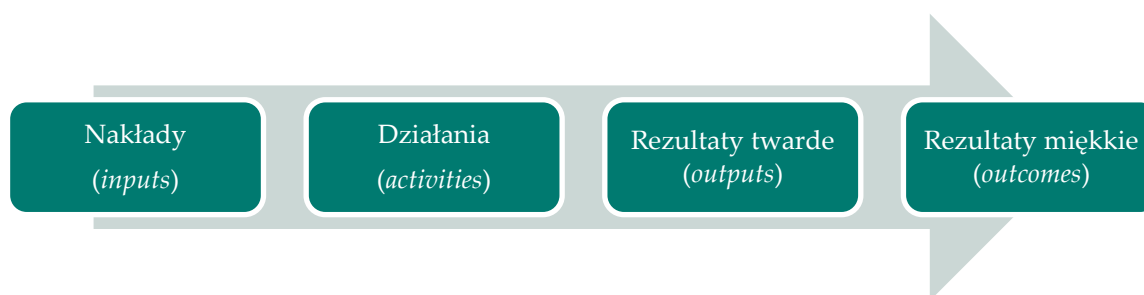 Nakłady
(inputs)
Działania
(activities)
Rezultaty twarde
(outputs)
Rezultaty miękkie
(outcomes)